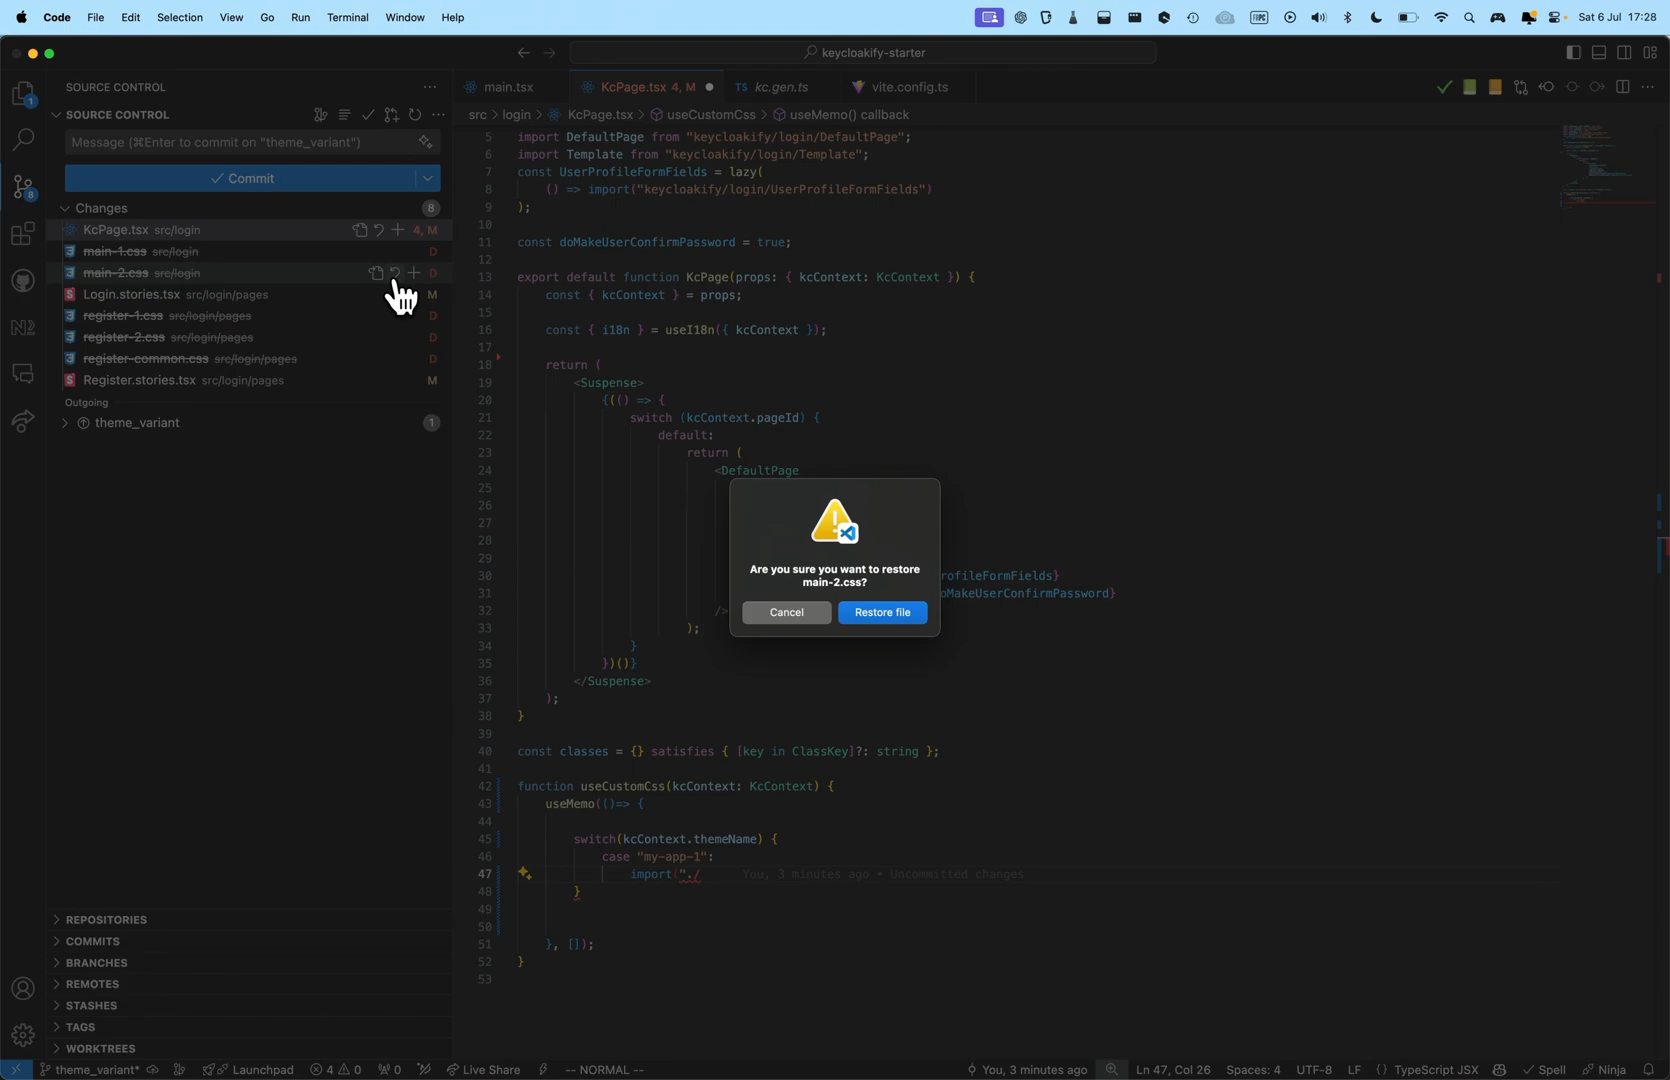 Code File Edit Selection View Go Run Terminal Window Help
Sat 6 Jul 17:28
keycloakify-starter
SOURCE CONTROL
SOURCE CONTROL
Message (⌘Enter to commit on "theme_variant")
Commit
Changes 8
KcPage.tsx src/login 4, M
main-1.css src/login D
main-2.css src/login D
Login.stories.tsx src/login/pages M
register-1.css src/login/pages D
register-2.css src/login/pages D
register-common.css src/login/pages D
Register.stories.tsx src/login/pages M
Outgoing
theme_variant 1
REPOSITORIES
COMMITS
BRANCHES
REMOTES
STASHES
TAGS
WORKTREES
main.tsx KcPage.tsx 4, M TS kc.gen.ts vite.config.ts
src > login > KcPage.tsx > useCustomCss > useMemo() callback
5 import DefaultPage from "keycloakify/login/DefaultPage";
6 import Template from "keycloakify/login/Template";
7 const UserProfileFormFields = lazy(
8 () => import("keycloakify/login/UserProfileFormFields")
9 );
10
11 const doMakeUserConfirmPassword = true;
12
13 export default function KcPage(props: { kcContext: KcContext }) {
14 const { kcContext } = props;
15
16 const { i18n } = useI18n({ kcContext });
17
18 return (
19 <Suspense>
20 {(() => {
21 switch (kcContext.pageId) {
22 default:
23 return (
24 <DefaultPage
25
26
27
28
29
30 rofileFormFields}
31 oMakeUserConfirmPassword}
32 />
33 );
34 }
35 })()}
36 </Suspense>
37 );
38 }
39
40 const classes = {} satisfies { [key in ClassKey]?: string };
41
42 function useCustomCss(kcContext: KcContext) {
43 useMemo(()=> {
44
45 switch(kcContext.themeName) {
46 case "my-app-1":
47 import("./ You, 3 minutes ago • Uncommitted changes
48 }
49
50
51 }, []);
52 }
53
Are you sure you want to restore
main-2.css?
Cancel Restore file
theme_variant* Launchpad 4 0 0 Live Share -- NORMAL -- You, 3 minutes ago Ln 47, Col 26 Spaces: 4 UTF-8 LF {} TypeScript JSX Spell Ninja